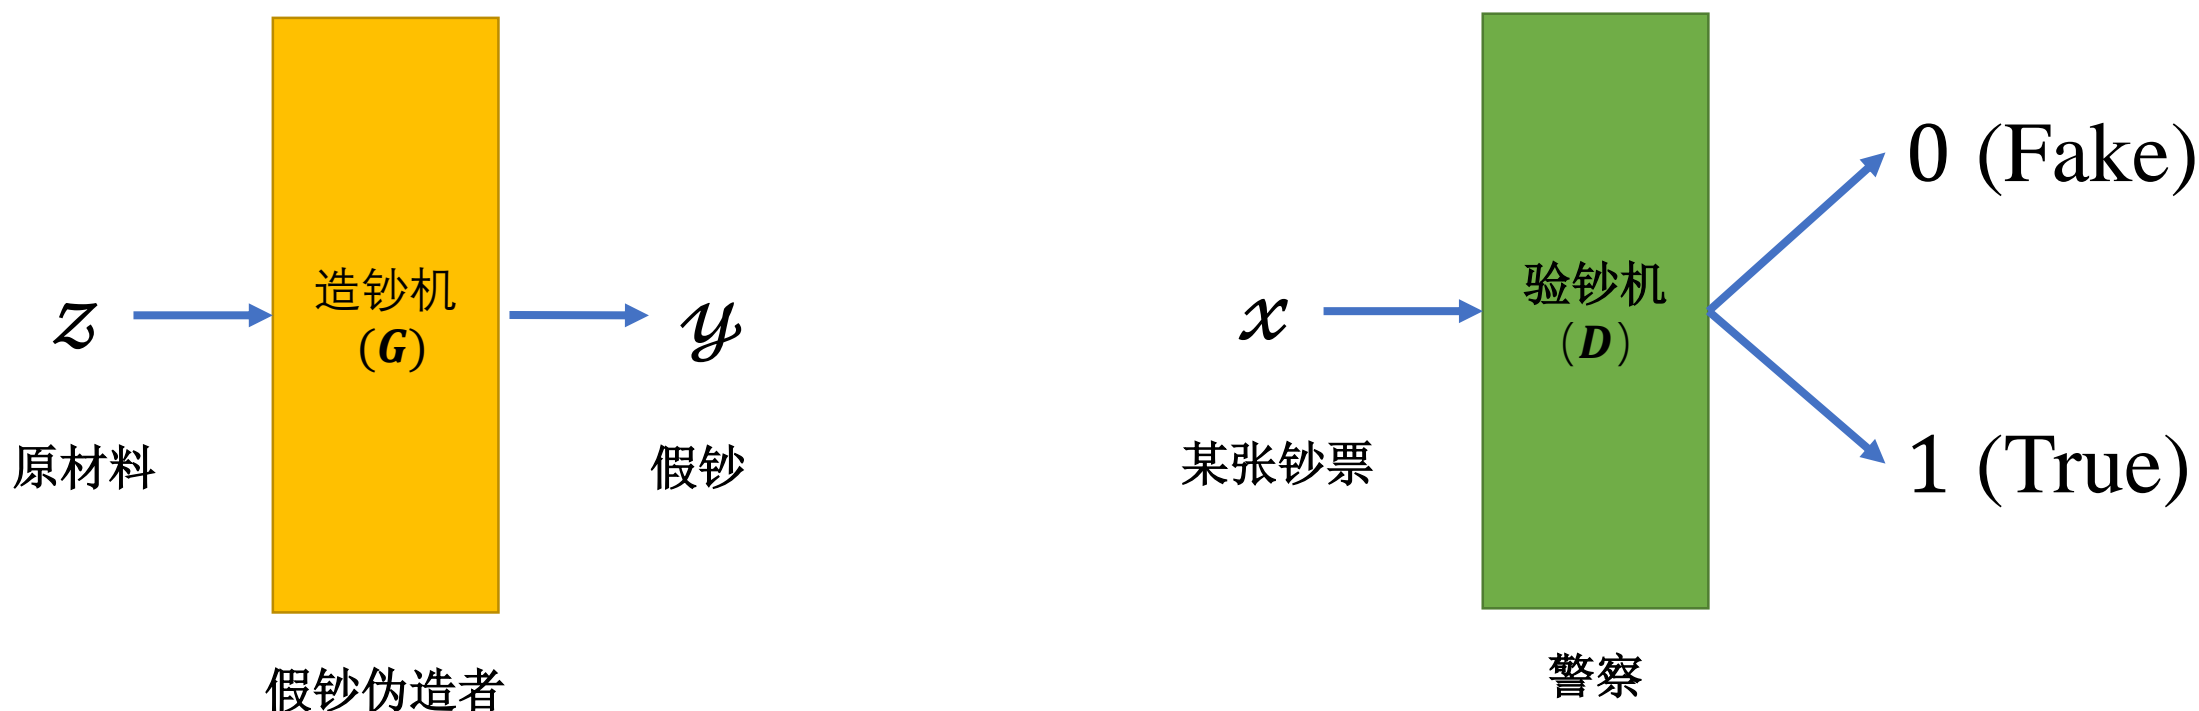 z
原材料
造钞机
(G)
y
假钞
假钞伪造者
x
某张钞票
验钞机
（D）
警察
0 (Fake)
1 (True)